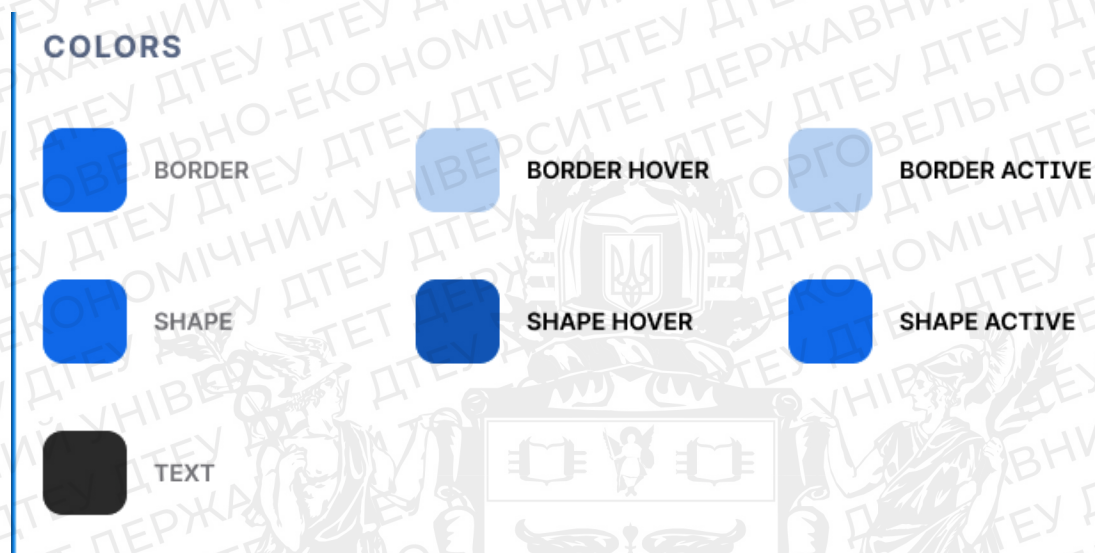 COLORS
BORDER
BORDER HOVER
BORDER ACTIVE
SHAPE
SHAPE HOVER
SHAPE ACTIVE
TEXT